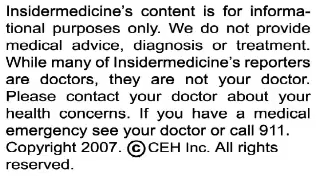 Insidermedicine's content is for informa-
tional purposes only. We do not provide
medical advice, diagnosis or treatment.
While many of Insidermedicine's reporters
are doctors, they are not your doctor.
Please contact your doctor about your
health concerns. If you have a medical
emergency see your doctor or call 911.
Copyright 2007. © CEH Inc. All rights
reserved.